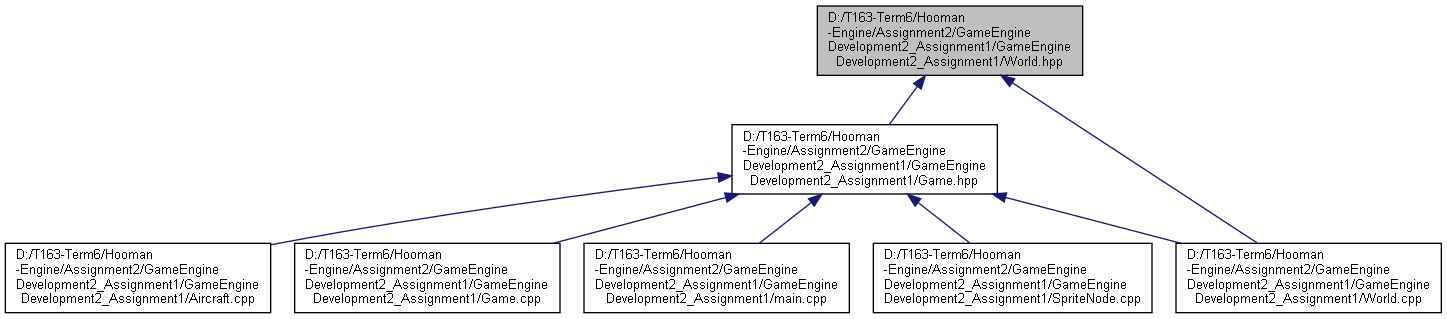 D:/T163-Term6/Hooman
-Engine/Assignment2/GameEngine
Development2_Assignment1/GameEngine
Development2_Assignment1/World.hpp
D:/T163-Term6/Hooman
-Engine/Assignment2/GameEngine
Development2_Assignment1/GameEngine
Development2_Assignment1/Game.hpp
D:/T163-Term6/Hooman
-Engine/Assignment2/GameEngine
Development2_Assignment1/GameEngine
Development2_Assignment1/Aircraft.cpp
D:/T163-Term6/Hooman
-Engine/Assignment2/GameEngine
Development2_Assignment1/GameEngine
Development2_Assignment1/Game.cpp
D:/T163-Term6/Hooman
-Engine/Assignment2/GameEngine
Development2_Assignment1/GameEngine
Development2_Assignment1/main.cpp
D:/T163-Term6/Hooman
-Engine/Assignment2/GameEngine
Development2_Assignment1/GameEngine
Development2_Assignment1/SpriteNode.cpp
D:/T163-Term6/Hooman
-Engine/Assignment2/GameEngine
Development2_Assignment1/GameEngine
Development2_Assignment1/World.cpp